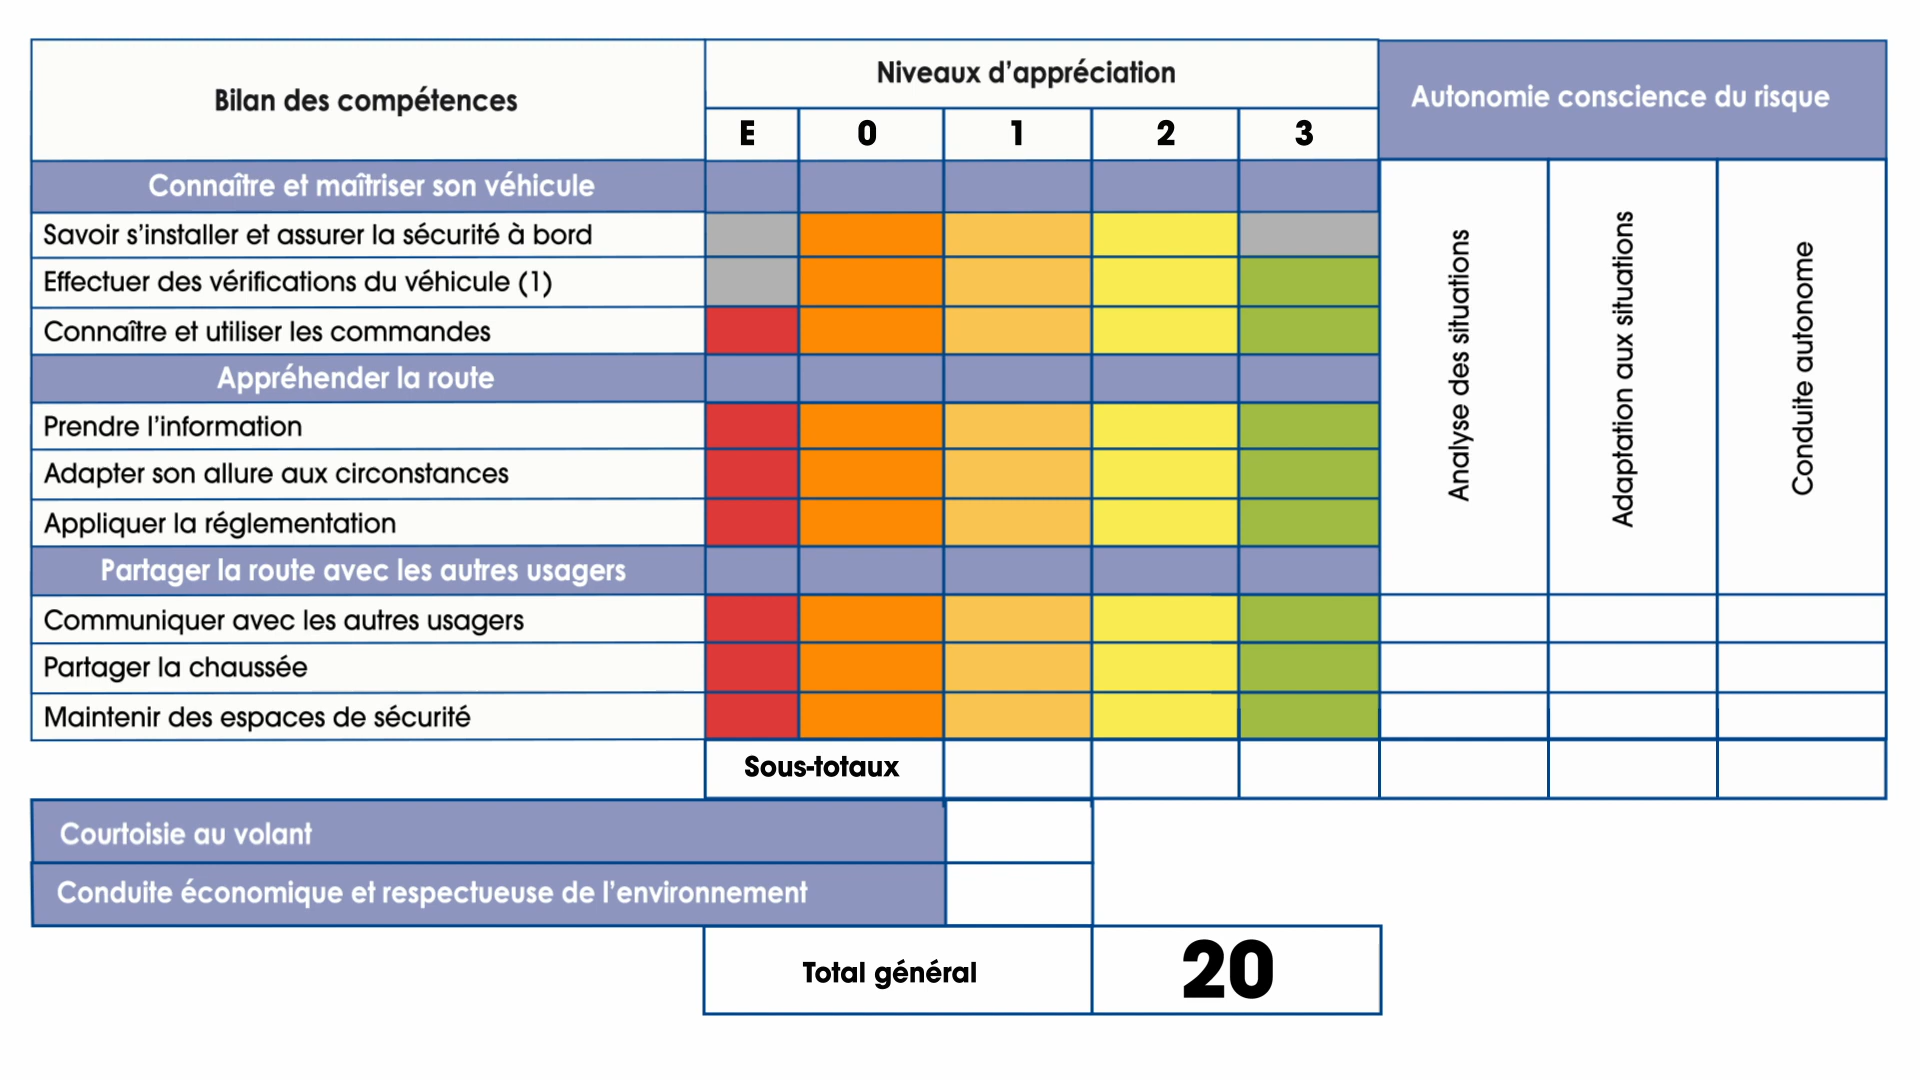 Bilan des compétences
Niveaux d’appréciation
Autonomie conscience du risque
E 0 1 2 3
Connaître et maîtriser son véhicule
Savoir s’installer et assurer la sécurité à bord
Effectuer des vérifications du véhicule (1)
Connaître et utiliser les commandes
Appréhender la route
Prendre l’information
Adapter son allure aux circonstances
Appliquer la réglementation
Partager la route avec les autres usagers
Communiquer avec les autres usagers
Partager la chaussée
Maintenir des espaces de sécurité
Analyse des situations
Adaptation aux situations
Conduite autonome
Sous-totaux
Courtoisie au volant
Conduite économique et respectueuse de l’environnement
Total général
20